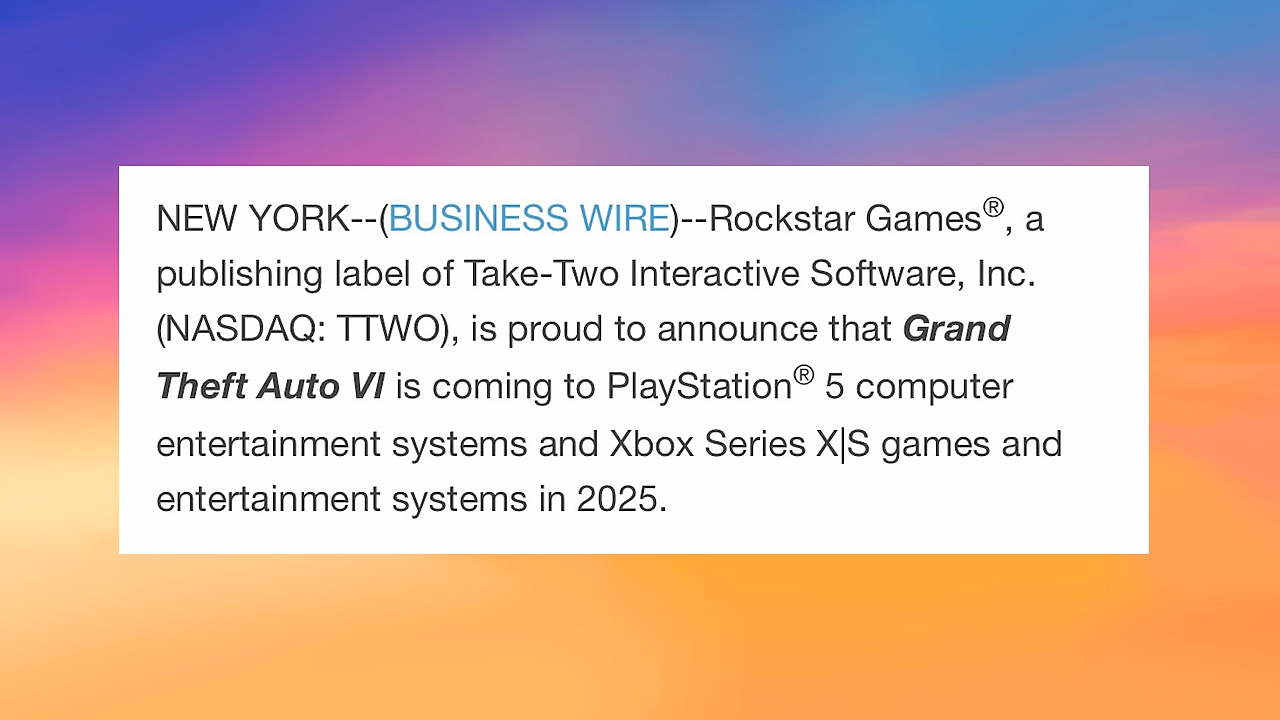 NEW YORK--(BUSINESS WIRE)--Rockstar Games®, a
publishing label of Take-Two Interactive Software, Inc.
(NASDAQ: TTWO), is proud to announce that Grand
Theft Auto VI is coming to PlayStation® 5 computer
entertainment systems and Xbox Series X|S games and
entertainment systems in 2025.